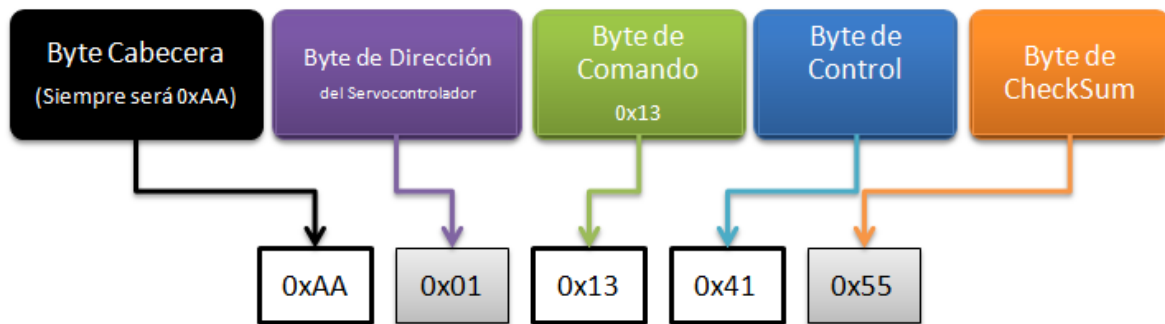 Byte Cabecera
(Siempre será 0xAA)
Byte de Dirección
del Servocontrolador
Byte de
Comando
0x13
Byte de
Control
Byte de
CheckSum
0xAA
0x01
0x13
0x41
0x55